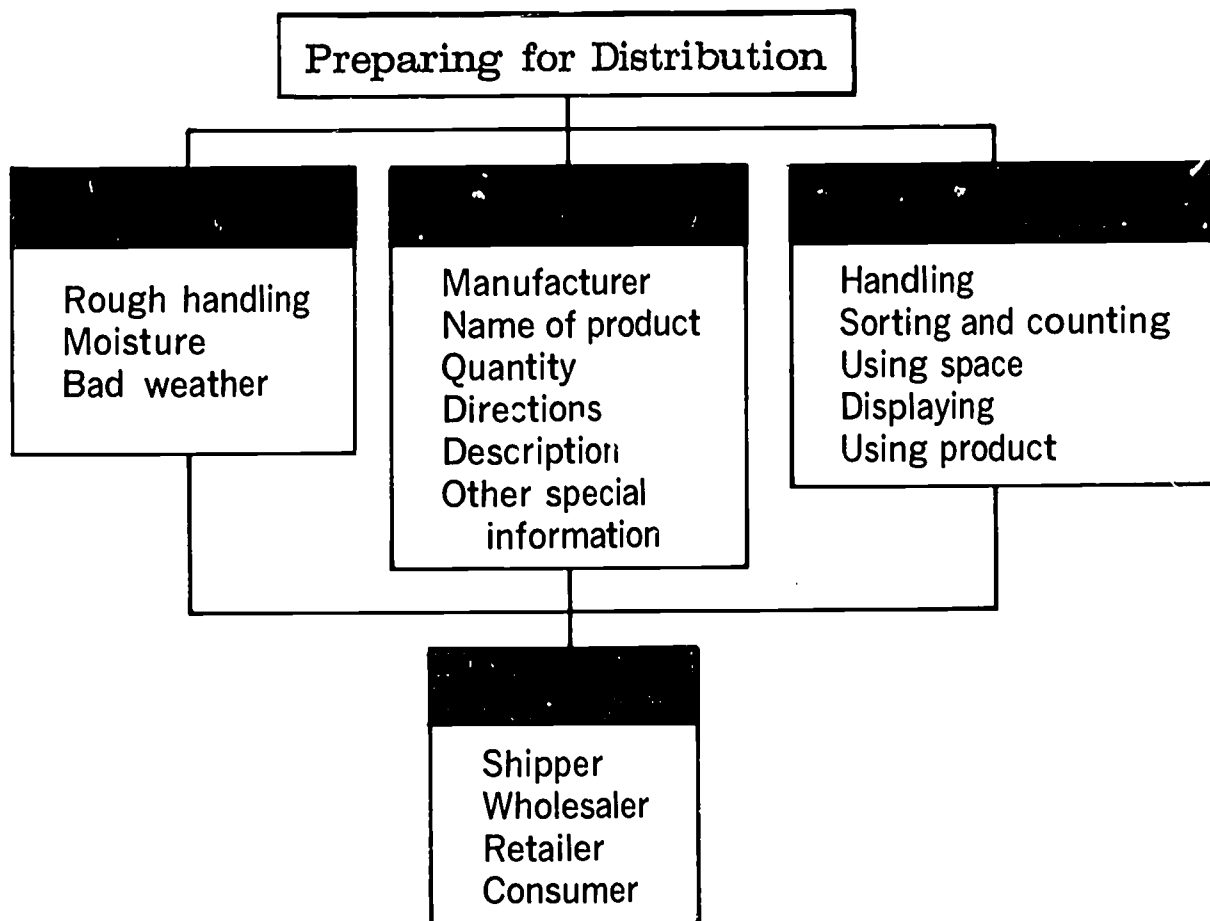 Preparing for Distribution
Rough handling
Moisture
Bad weather
Manufacturer
Name of product
Quantity
Directions
Description
Other special
information
Handling
Sorting and counting
Using space
Displaying
Using product
Shipper
Wholesaler
Retailer
Consumer